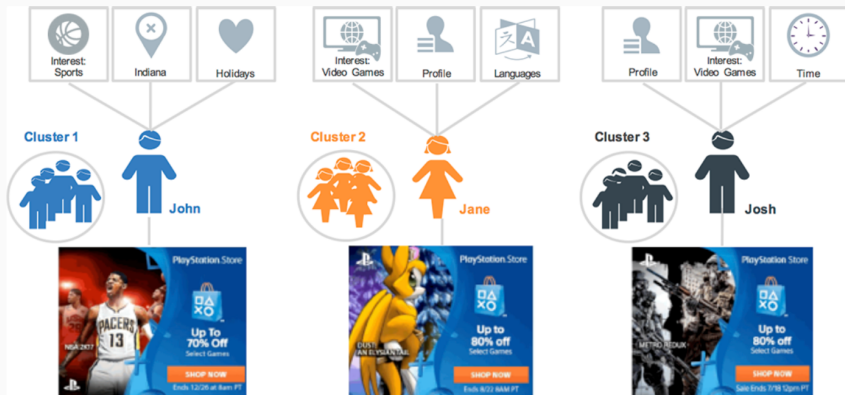 Interest:
Sports
Indiana
Holidays
Interest:
Video Games
Profile
A
Languages
Profile
Interest:
Video Games
Time
Cluster 1
Cluster 2
Cluster 3
John
Jane
Josh
PlayStation.Store
PACERS
13
NBA 2K17
Up To
70% Off
Select Games
SHOP NOW
Ends 12/26 at 8am PT
PlayStation.Store
DUST:
AN ELYSIAN TAIL
Up to
80% off
Select Games
SHOP NOW
Ends 8/22 8AM PT
PlayStation.Store
METRO REDUX
Up to
80% off
Select Games
SHOP NOW
Sale Ends 7/18 12pm PT